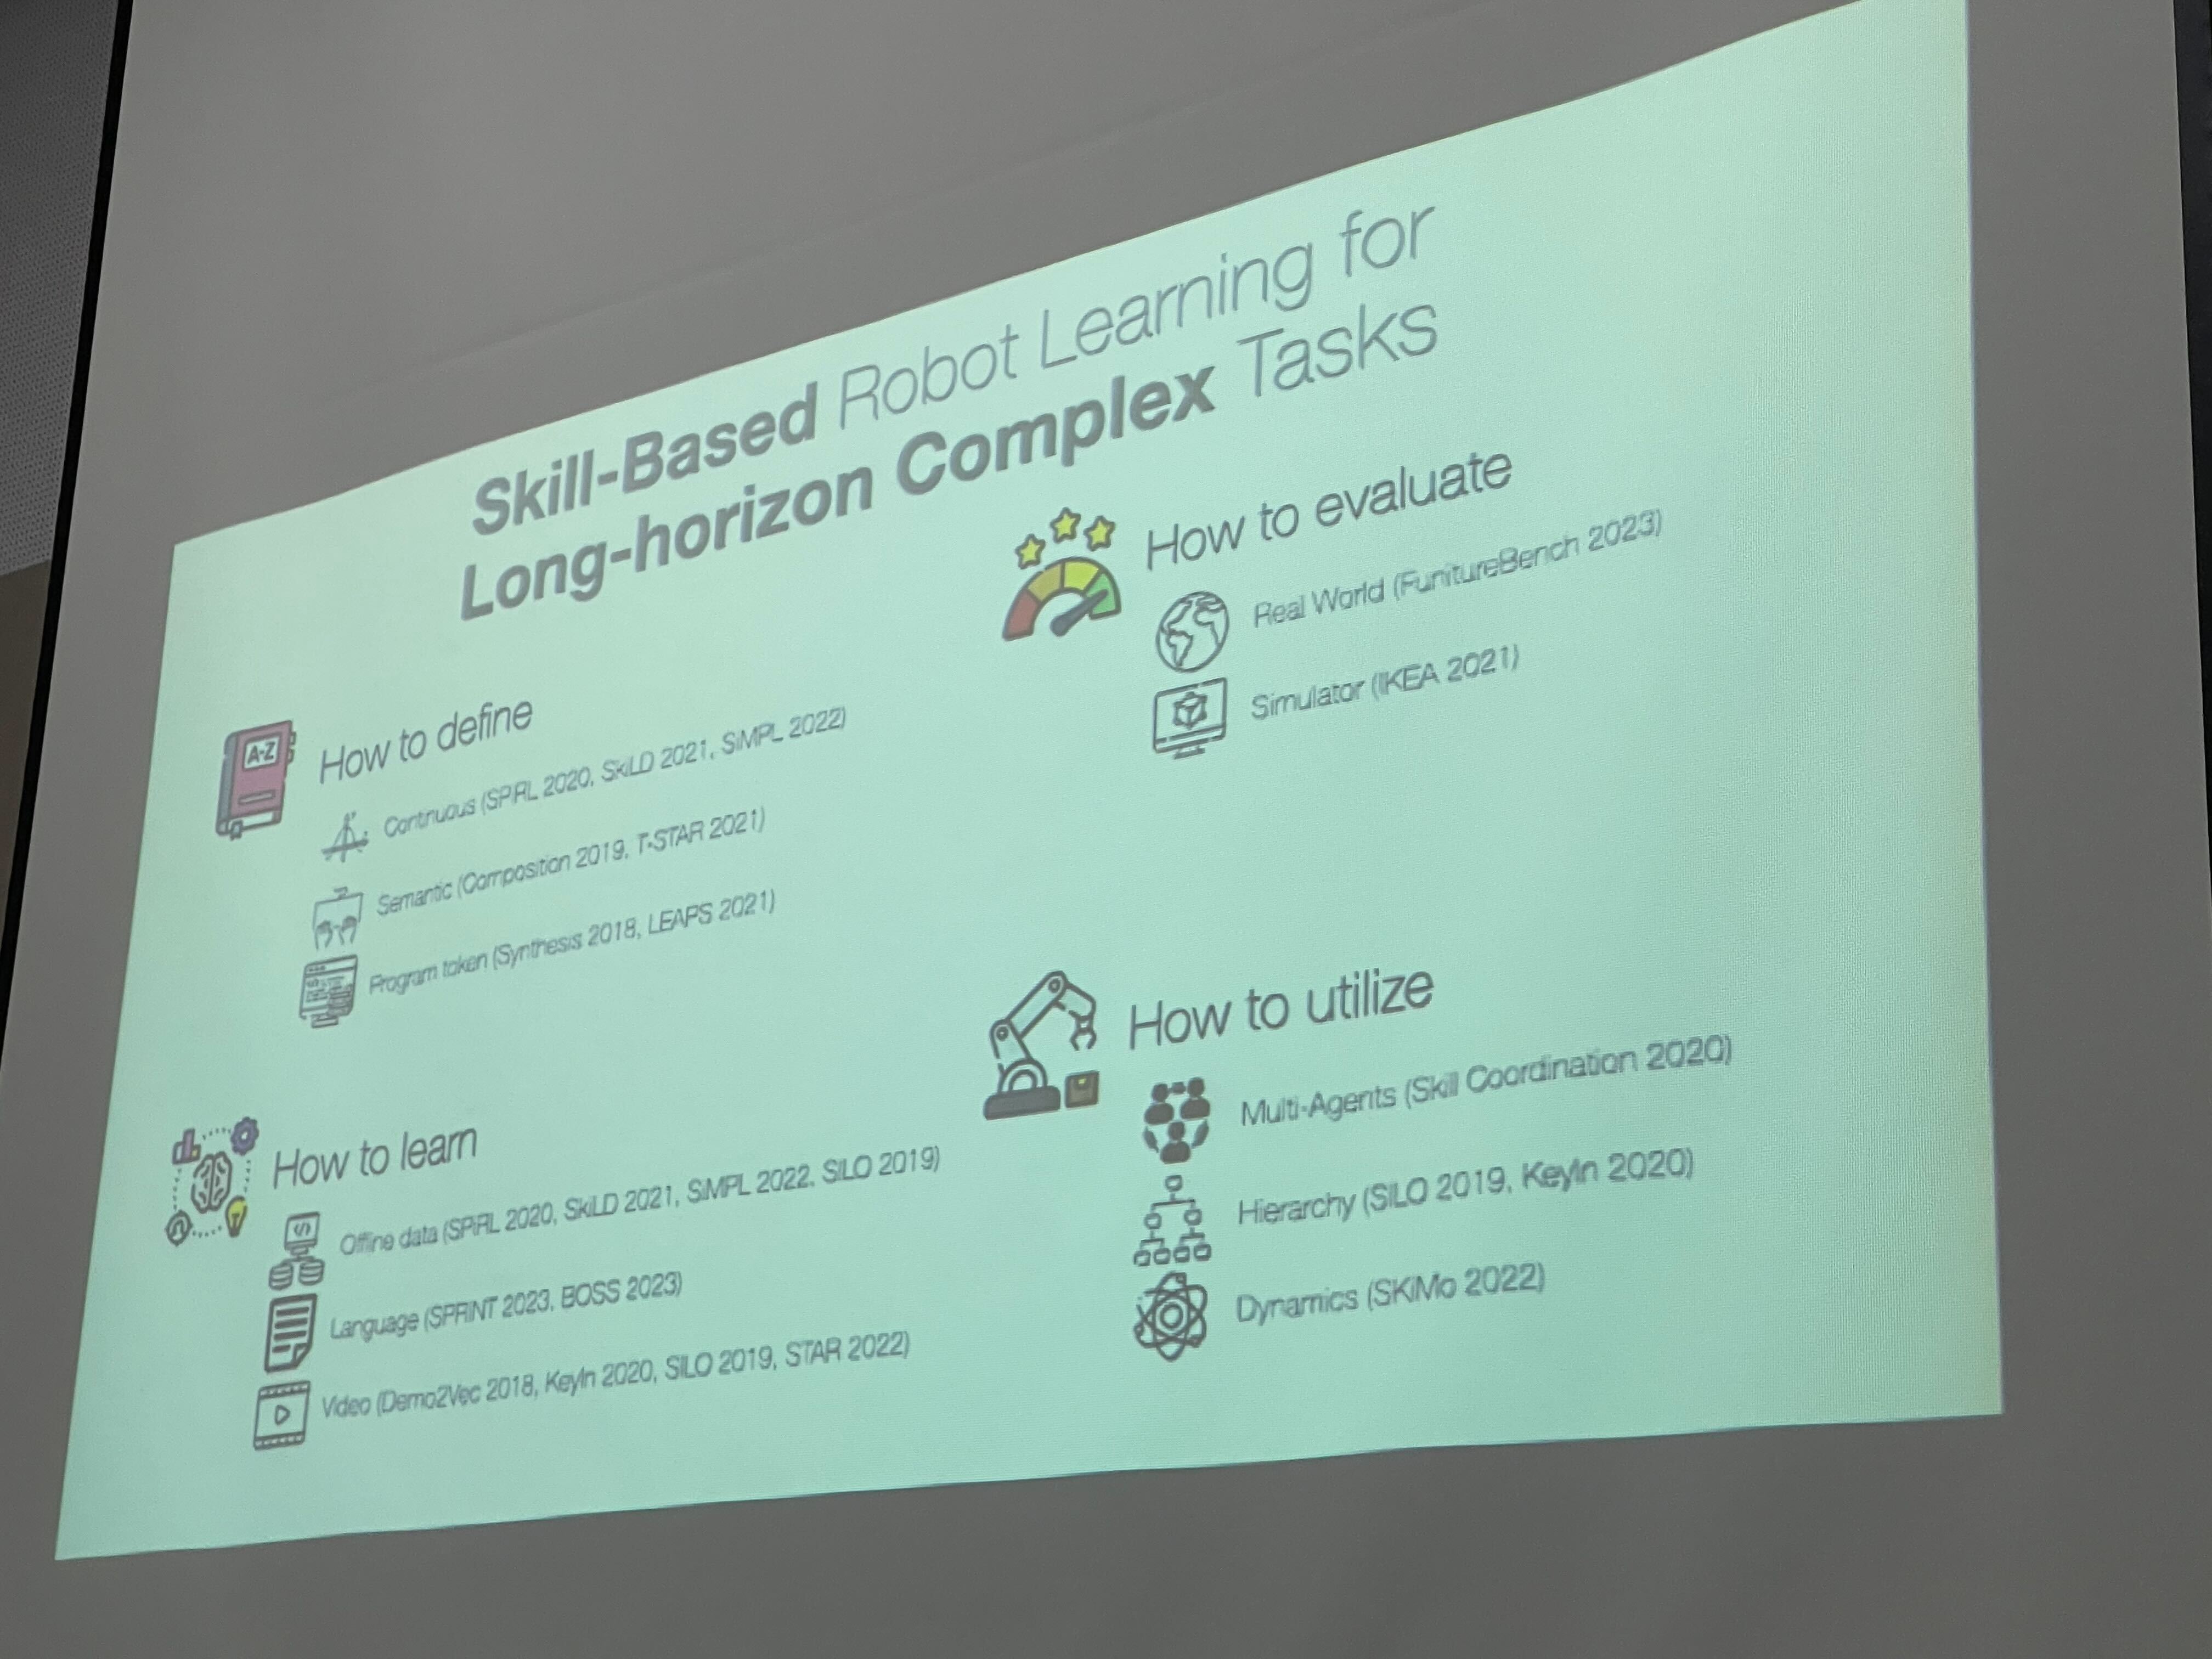 Skill-Based Robot Learning for
Long-horizon Complex Tasks
A-Z
How to define
Continuous (SPiRL 2020, SkiLD 2021, SiMPL 2022)
Semantic (Composition 2019, T-STAR 2021)
Program token (Synthesis 2018, LEAPS 2021)
How to learn
Offline data (SPiRL 2020, SkiLD 2021, SiMPL 2022, SILO 2019)
Language (SPRINT 2023, BOSS 2023)
Video (Demo2Vec 2018, KeyIn 2020, SILO 2019, STAR 2022)
How to evaluate
Real World (FunitureBench 2023)
Simulator (IKEA 2021)
How to utilize
Multi-Agents (Skill Coordination 2020)
Hierarchy (SILO 2019, KeyIn 2020)
Dynamics (SKiMo 2022)